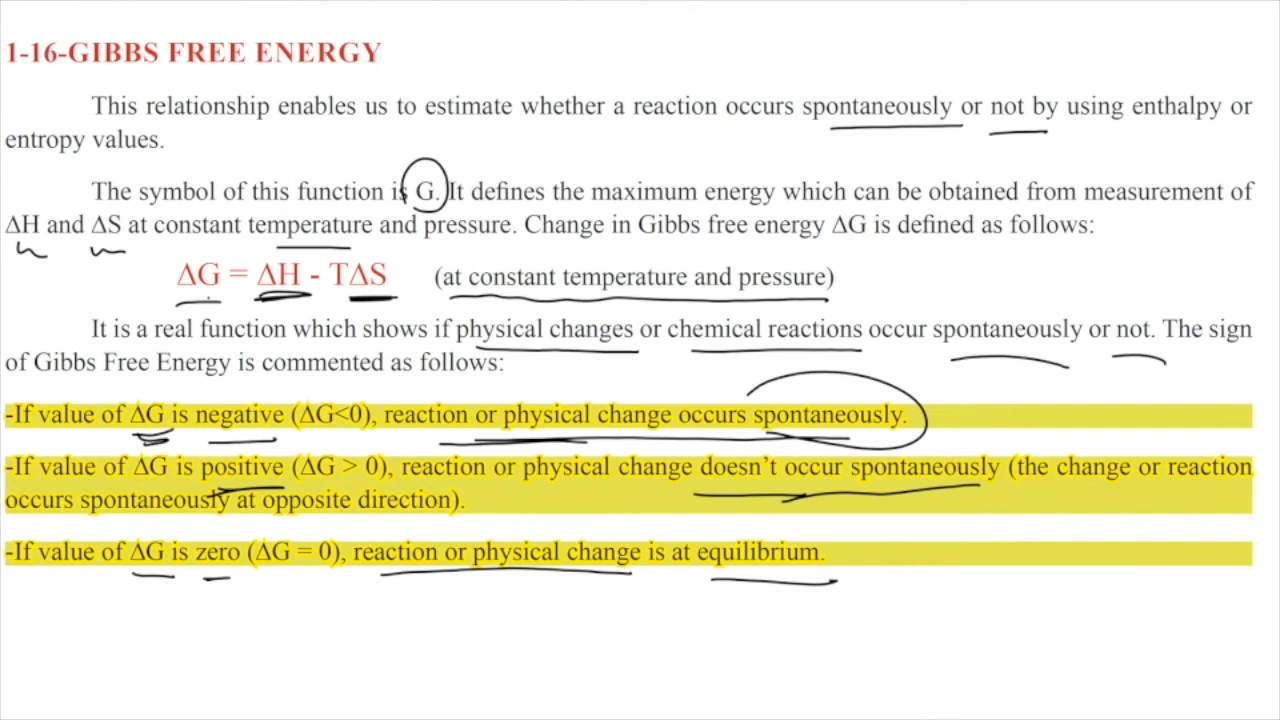 1-16-GIBBS FREE ENERGY
This relationship enables us to estimate whether a reaction occurs spontaneously or not by using enthalpy or
entropy values.
The symbol of this function is G. It defines the maximum energy which can be obtained from measurement of
ΔH and ΔS at constant temperature and pressure. Change in Gibbs free energy ΔG is defined as follows:
ΔG = ΔH - TΔS (at constant temperature and pressure)
It is a real function which shows if physical changes or chemical reactions occur spontaneously or not. The sign
of Gibbs Free Energy is commented as follows:
-If value of ΔG is negative (ΔG<0), reaction or physical change occurs spontaneously.
-If value of ΔG is positive (ΔG > 0), reaction or physical change doesn't occur spontaneously (the change or reaction
occurs spontaneously at opposite direction).
-If value of ΔG is zero (ΔG = 0), reaction or physical change is at equilibrium.